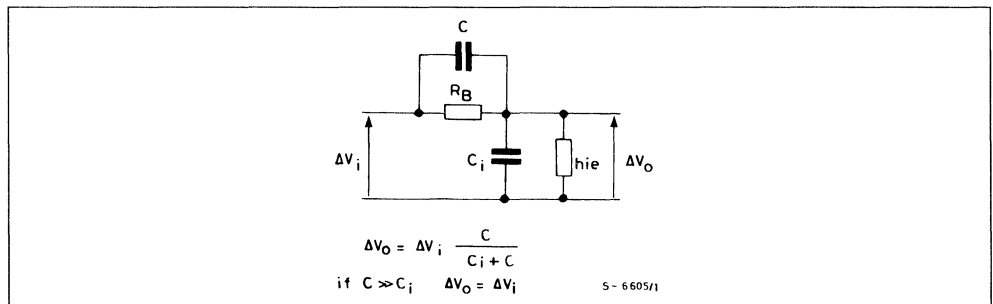 C
R_B
ΔV_i
C_i
hie
ΔV_o
ΔV_o = ΔV_i C / (C_i + C)
if C ≫ C_i ΔV_o = ΔV_i
S-6605/1